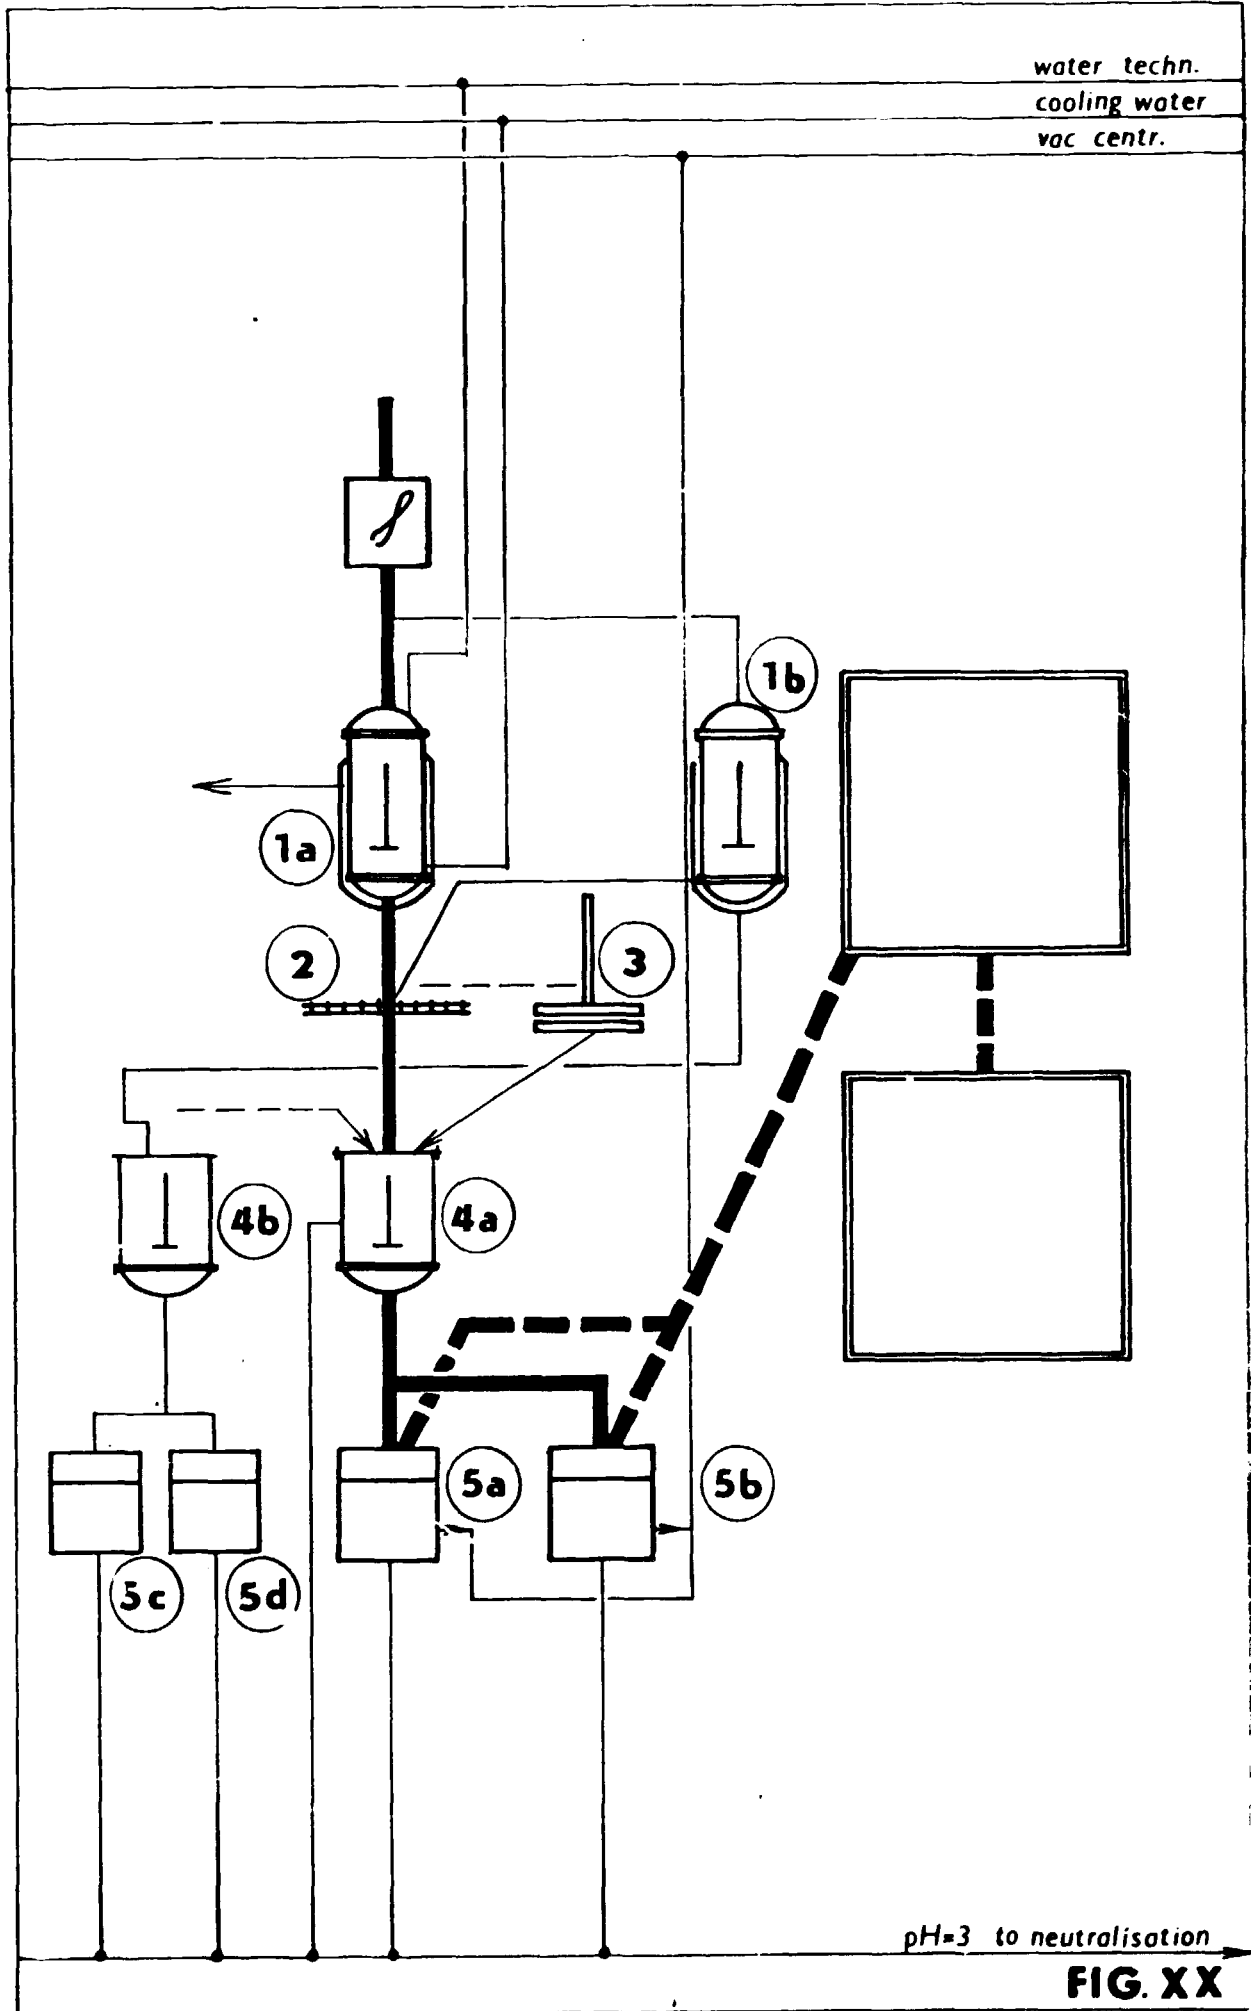 water techn.
cooling water
vac centr.
1b
1a
2
3
4b
4a
5a
5b
5c
5d
pH=3 to neutralisation
FIG. XX